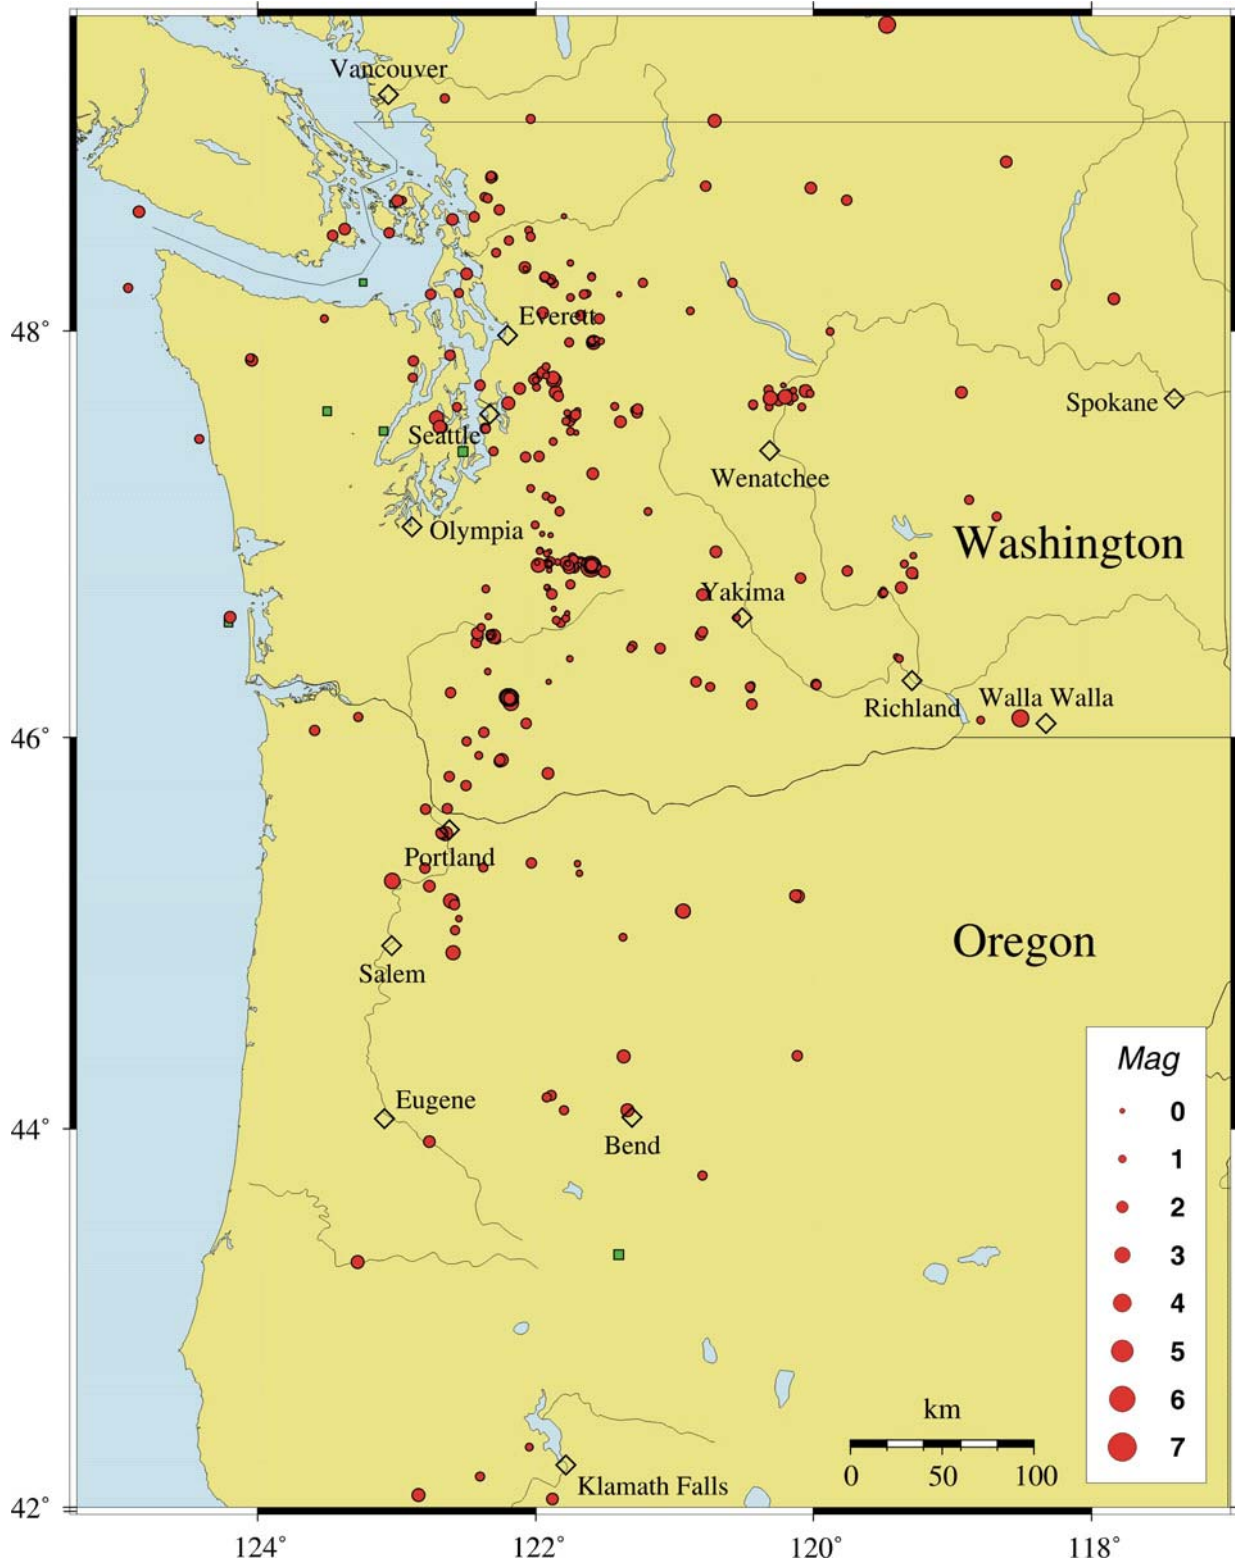 Vancouver
Everett
48°
Spokane
Seattle
Wenatchee
Olympia
Washington
Yakima
Richland
Walla Walla
46°
Portland
Oregon
Salem
Mag
0
1
2
3
4
5
6
7
Eugene
44°
Bend
km
0 50 100
Klamath Falls
42°
124° 122° 120° 118°